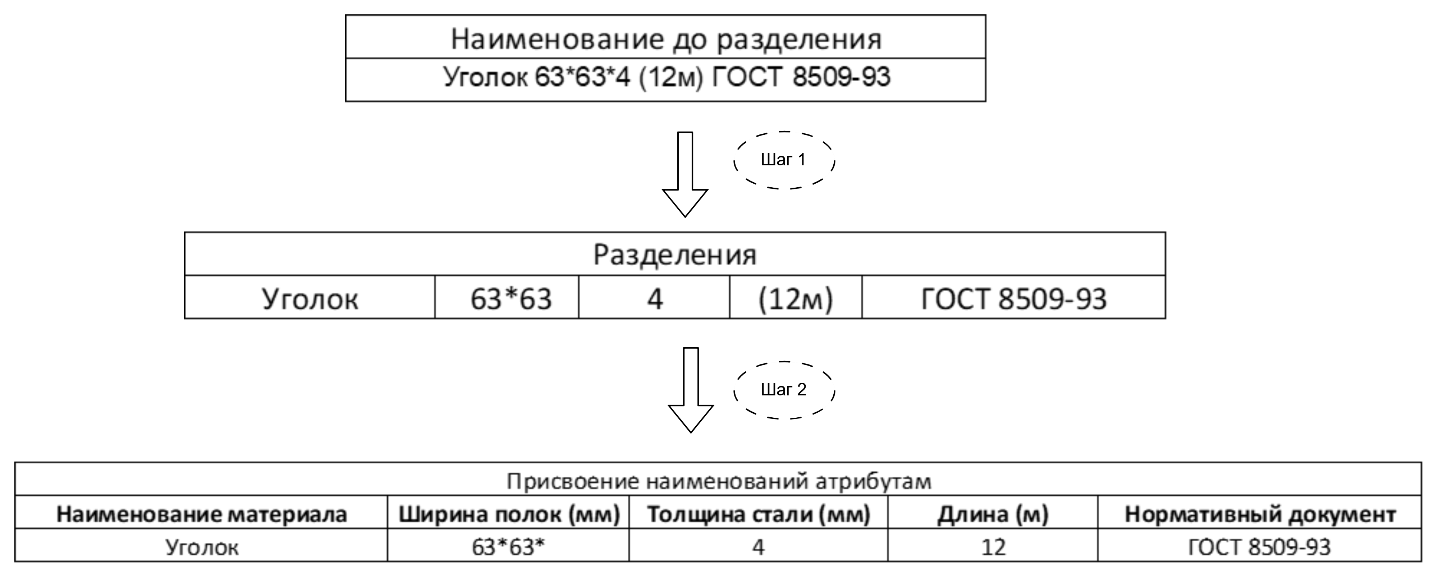 Наименование до разделения
Уголок 63*63*4 (12м) ГОСТ 8509-93
Шаг 1
Разделения
Уголок 63*63 4 (12м) ГОСТ 8509-93
Шаг 2
Присвоение наименований атрибутам
Наименование материала Ширина полок (мм) Толщина стали (мм) Длина (м) Нормативный документ
Уголок 63*63* 4 12 ГОСТ 8509-93